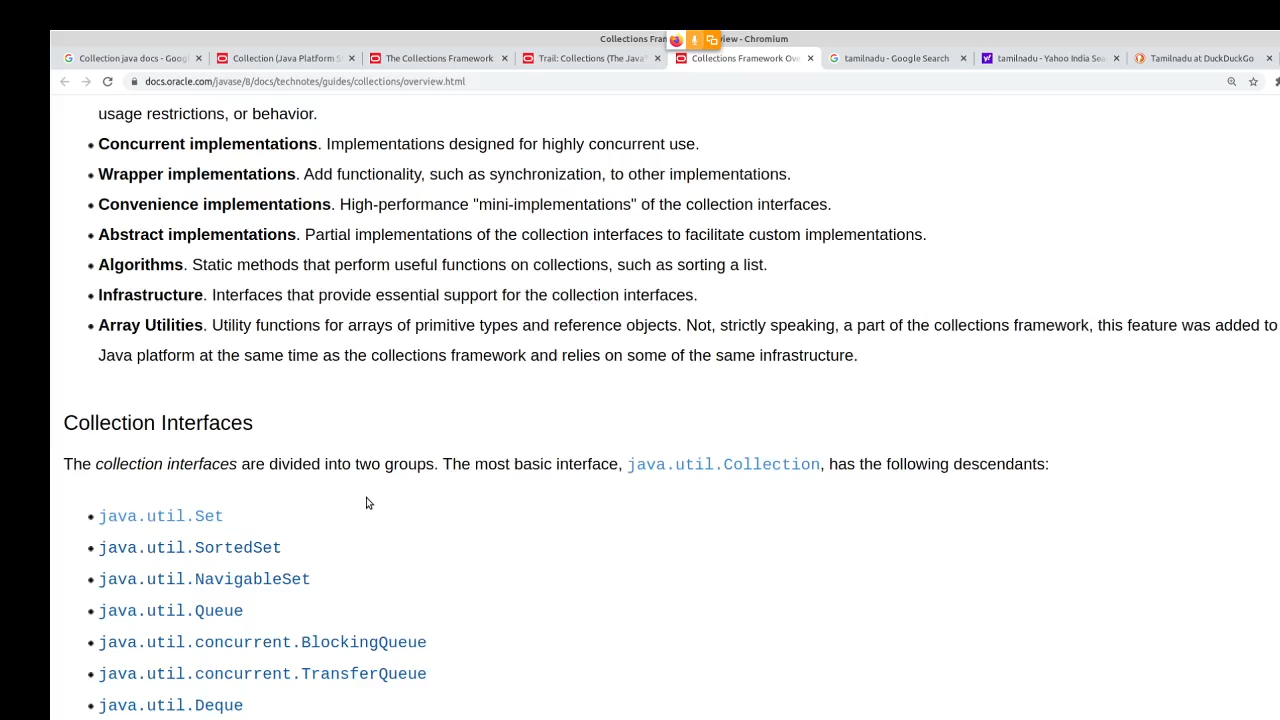 Collections Fran
view - Chromium
Collection java docs - Goog
Collection (Java Platform S
The Collections Framework
Trail: Collections (The Java
Collections Framework Ove
tamilnadu - Google Search
tamilnadu - Yahoo India Sea
Tamilnadu at DuckDuckGo
docs.oracle.com/javase/8/docs/technotes/guides/collections/overview.html
usage restrictions, or behavior.
Concurrent implementations. Implementations designed for highly concurrent use.
Wrapper implementations. Add functionality, such as synchronization, to other implementations.
Convenience implementations. High-performance "mini-implementations" of the collection interfaces.
Abstract implementations. Partial implementations of the collection interfaces to facilitate custom implementations.
Algorithms. Static methods that perform useful functions on collections, such as sorting a list.
Infrastructure. Interfaces that provide essential support for the collection interfaces.
Array Utilities. Utility functions for arrays of primitive types and reference objects. Not, strictly speaking, a part of the collections framework, this feature was added to
Java platform at the same time as the collections framework and relies on some of the same infrastructure.
Collection Interfaces
The collection interfaces are divided into two groups. The most basic interface, java.util.Collection, has the following descendants:
java.util.Set
java.util.SortedSet
java.util.NavigableSet
java.util.Queue
java.util.concurrent.BlockingQueue
java.util.concurrent.TransferQueue
java.util.Deque